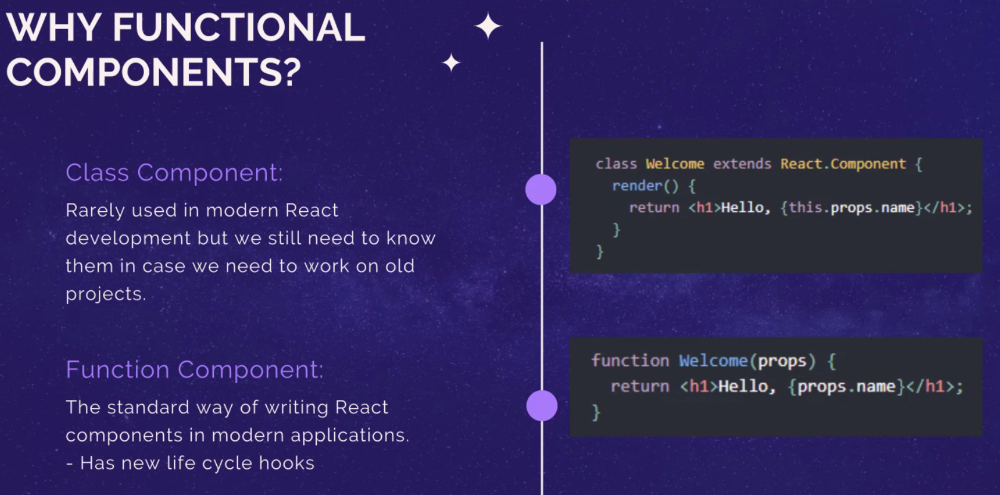 WHY FUNCTIONAL
COMPONENTS?
Class Component:
Rarely used in modern React
development but we still need to know
them in case we need to work on old
projects.
class Welcome extends React.Component {
  render() {
    return <h1>Hello, {this.props.name}</h1>;
  }
}
Function Component:
The standard way of writing React
components in modern applications.
- Has new life cycle hooks
function Welcome(props) {
  return <h1>Hello, {props.name}</h1>;
}